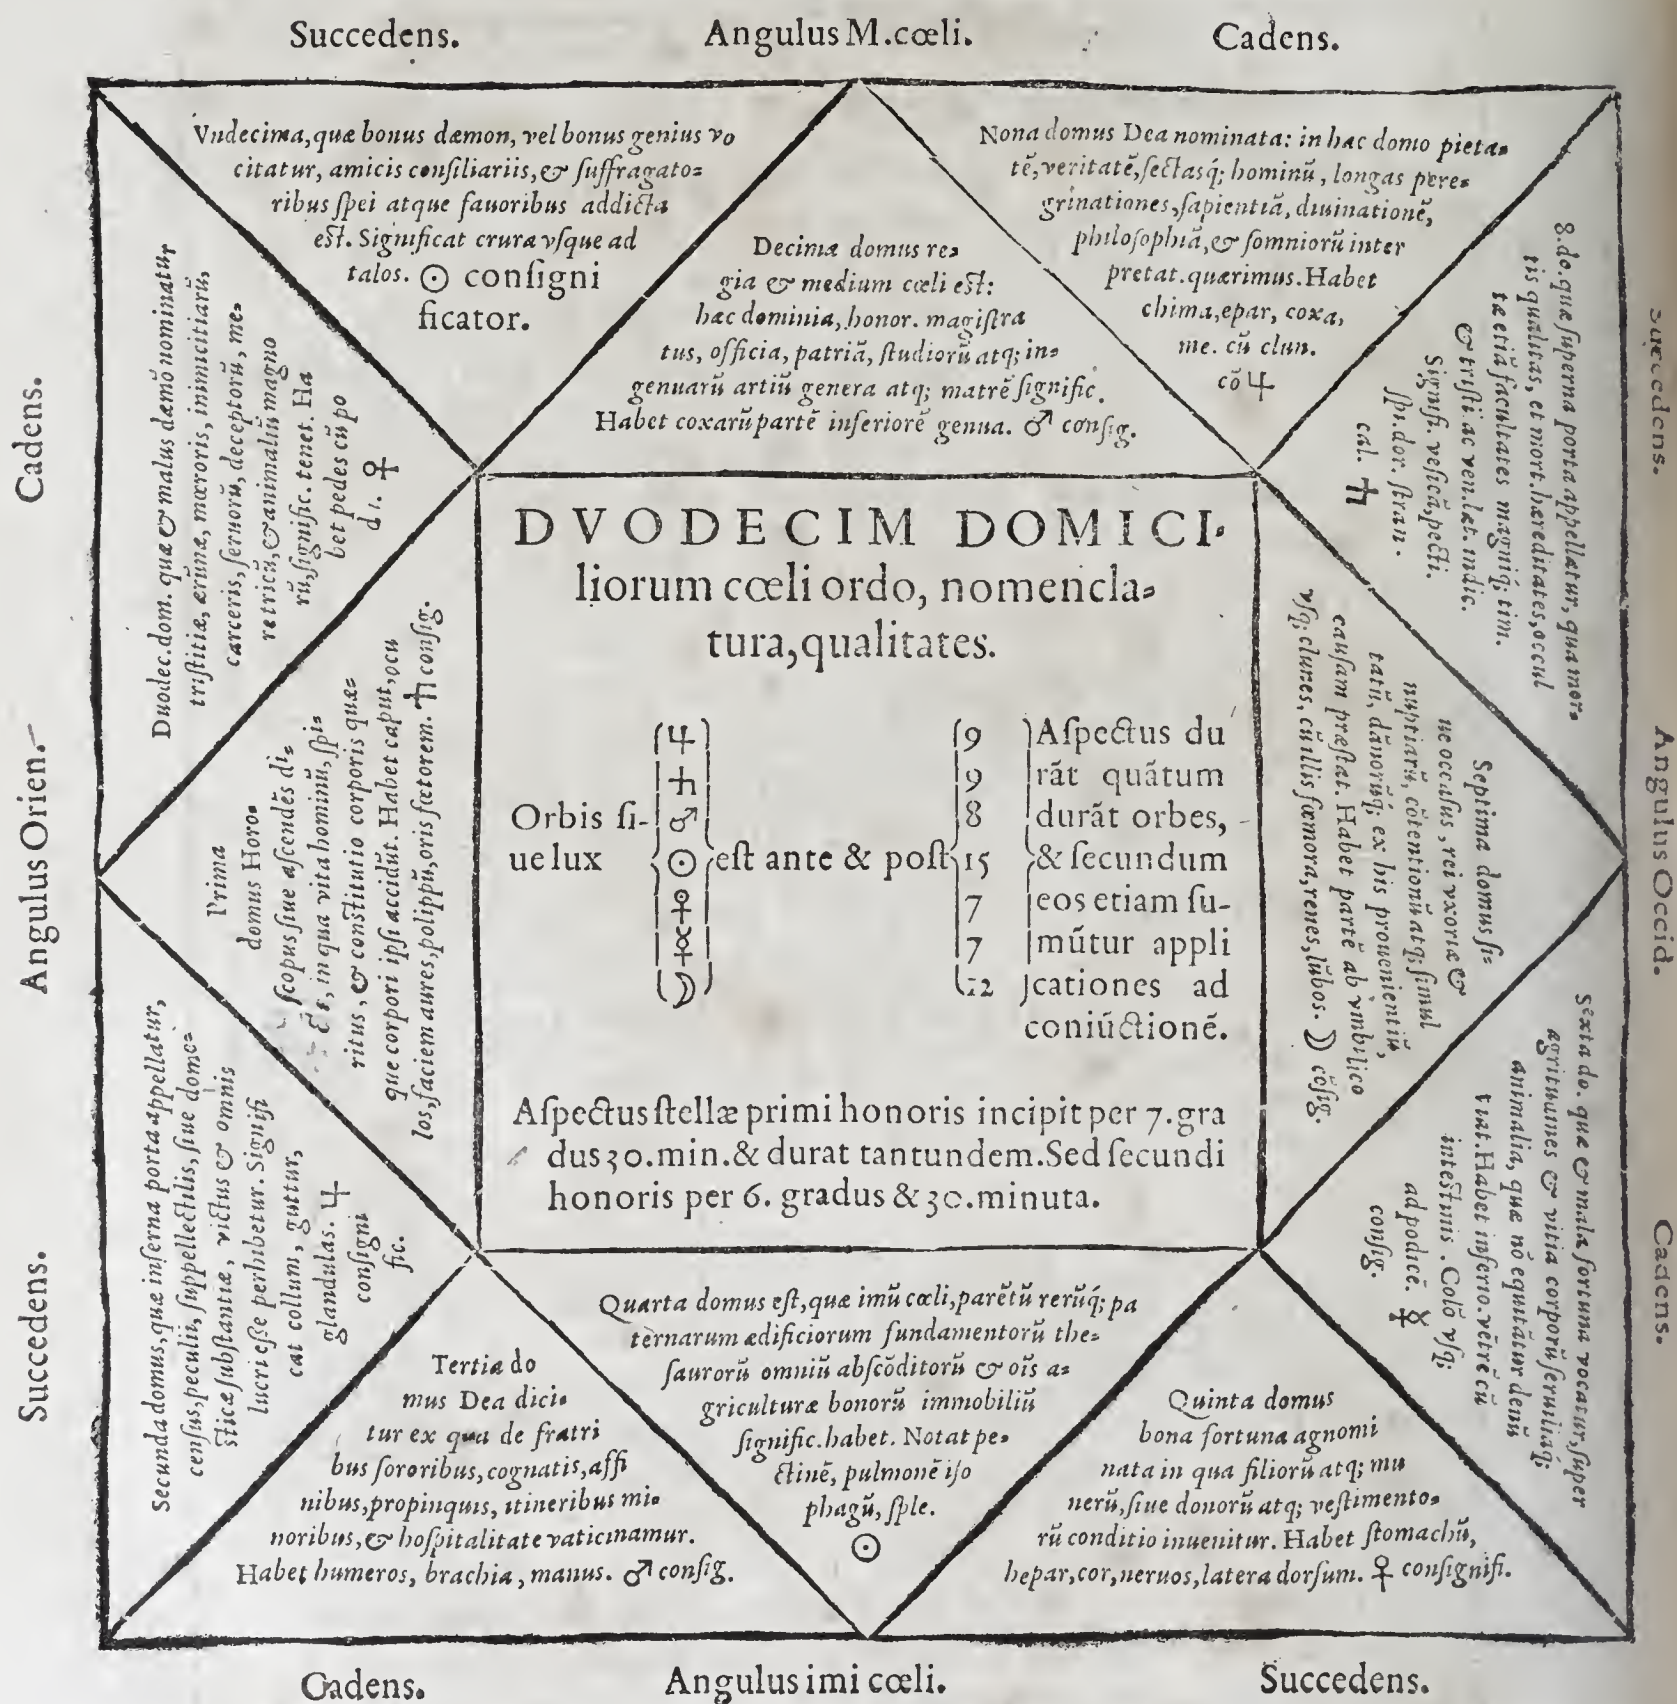 Succedens.
Angulus M.cœli.
Cadens.
Vndecima, quæ bonus dæmon, vel bonus genius vo
citatur, amicis consiliariis, & suffragato=
ribus spei atque fauoribus addicta
est. Significat crura vsque ad
talos. ☉ consigni
ficator.
Decima domus re=
gia & medium cœli est:
hac dominia, honor. magistra
tus, officia, patriā, studiorū atq; in=
genuarū artiū genera atq; matrē signific.
Habet coxarū partē inferiorē genua. ♂ consig.
Nona domus Dea nominata: in hac domo pieta=
tē, veritatē, sectasq́; hominū, longas pere=
grinationes, sapientiā, diuinationē,
philosophiā, & somniorū inter
pretat. quærimus. Habet
chima, epar, coxa,
me. cū clun.
cō ♃
8. do. quæ superna porta appellatur, qua mor=
tis qualitas, et mort. hæreditates, occul
tæ etiā facultates magniq́; tim.
& tristi ac ven. læt. indic.
Signifi. vesicā, pecti.
spi. dor. stran.
cal. ♄
Succedens.
Cadens.
Duodec. dom. quæ & malus dæmō nominatur,
tristitiæ, ærūnæ, mœroris, inimicitiarū,
carceris, seruorū, deceptorū, me=
retricū, & animaliū magno
rū, signific. tenet. Ha
bet pedes cū po
di. ♀
Angulus Orien.
Prima
domus Horo=
scopus siue ascendēs di=
, in qua vita hominū, spi=
ritus, & constitutio corporis quæ=
que corpori ipsi accidūt. Habet caput, ocu
los, faciem aures, polippū, oris fœtorem. ♄ consig.
DVODECIM DOMICI=
liorum cœli ordo, nomencla=
tura, qualitates.
Orbis si-
ue lux
♃
♄
♂
☉
♀
☿
☽
est ante & post
9
9
8
15
7
7
12
Aspectus du
rāt quātum
durāt orbes,
& secundum
eos etiam su-
mūtur appli
cationes ad
coniūctionē.
Aspectus stellæ primi honoris incipit per 7. gra
dus 30. min. & durat tantundem. Sed secundi
honoris per 6. gradus & 30. minuta.
Angulus Occid.
Septima domus si=
ue occasus, rei vxoriæ &
nuptiarū, cōtentionū atq; simul
tatū, dānorūq́; ex his prouenientiū,
causam præstat. Habet partē ab vmbilico
vsq; clunes, cū illis fœmora, renes, lūbos. ☽ cōsig.
Succedens.
Secunda domus, quæ inferna porta appellatur,
census, peculii, suppellectilis, siue dome=
sticæ substantiæ, victus & omnis
lucri esse perhibetur. Signifi
cat collum, guttur,
glandulas. ♃
consigni
fic.
Tertia do
mus Dea dici=
tur ex qua de fratri
bus sororibus, cognatis, affi
nibus, propinquis, itineribus mi=
noribus, & hospitalitate vaticinamur.
Habet humeros, brachia, manus. ♂ consig.
Quarta domus est, quæ imū cœli, parētū rerūq́; pa
ternarum ædificiorum fundamentorū the=
saurorū omniū abscōditorū & oīs a=
griculturæ bonorū immobiliū
signific. habet. Notat pe=
ctinē, pulmonē iso
phagū, sple.
☉
Quinta domus
bona fortuna agnomi
nata in qua filiorū atq; mu
nerū, siue donorū atq; vestimento=
rū conditio inuenitur. Habet stomachū,
hepar, cor, neruos, latera dorsum. ♀ consignifi.
Sexta do. quæ & mala fortuna vocatur, super
ægritudines & vitia corporū seruiliaq́;
animalia, quæ nō equitātur denū
tiat. Habet inferio. vētrē cū
intestinis. Colō vsq;
ad podicē. ☿
consig.
Cadens.
Cadens.
Angulus imi cœli.
Succedens.